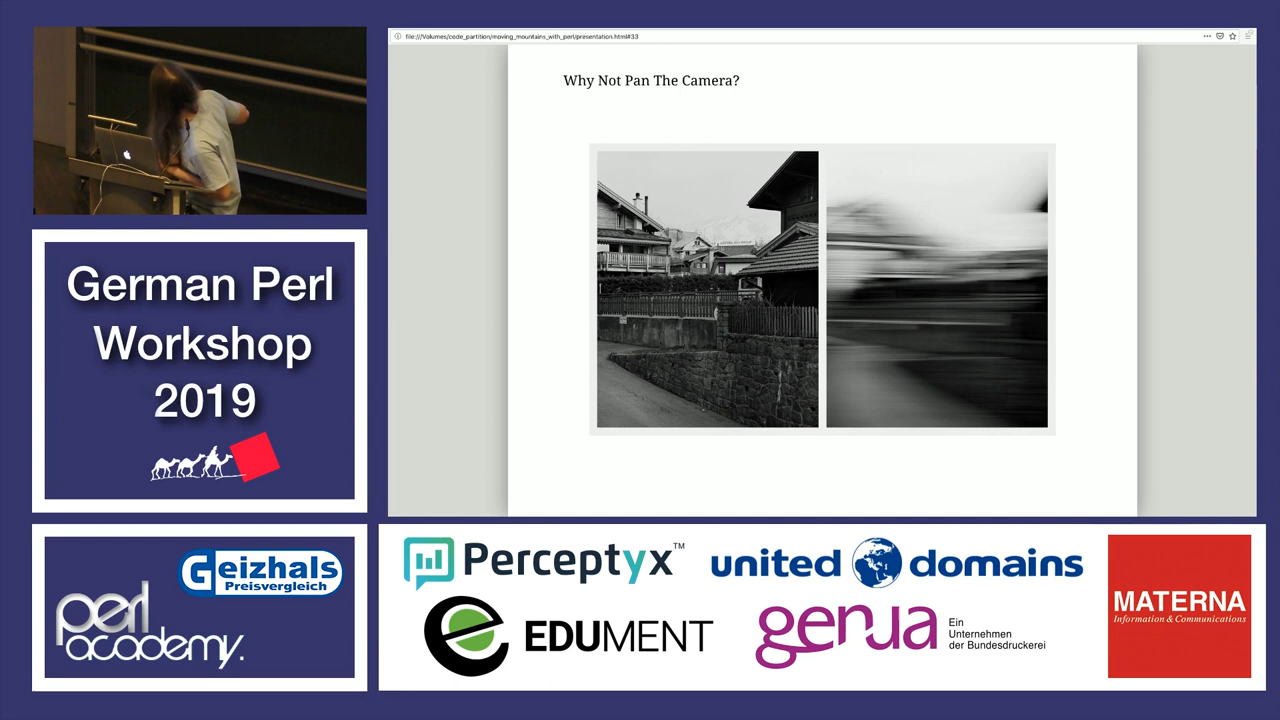 file:///Volumes/code_partition/moving_mountains_with_perl/presentation.html#33
Why Not Pan The Camera?
German Perl
Workshop
2019
Geizhals
Preisvergleich
perl
academy.
Perceptyx™
united domains
EDUMENT
genua
Ein
Unternehmen
der Bundesdruckerei
MATERNA
Information & Communications